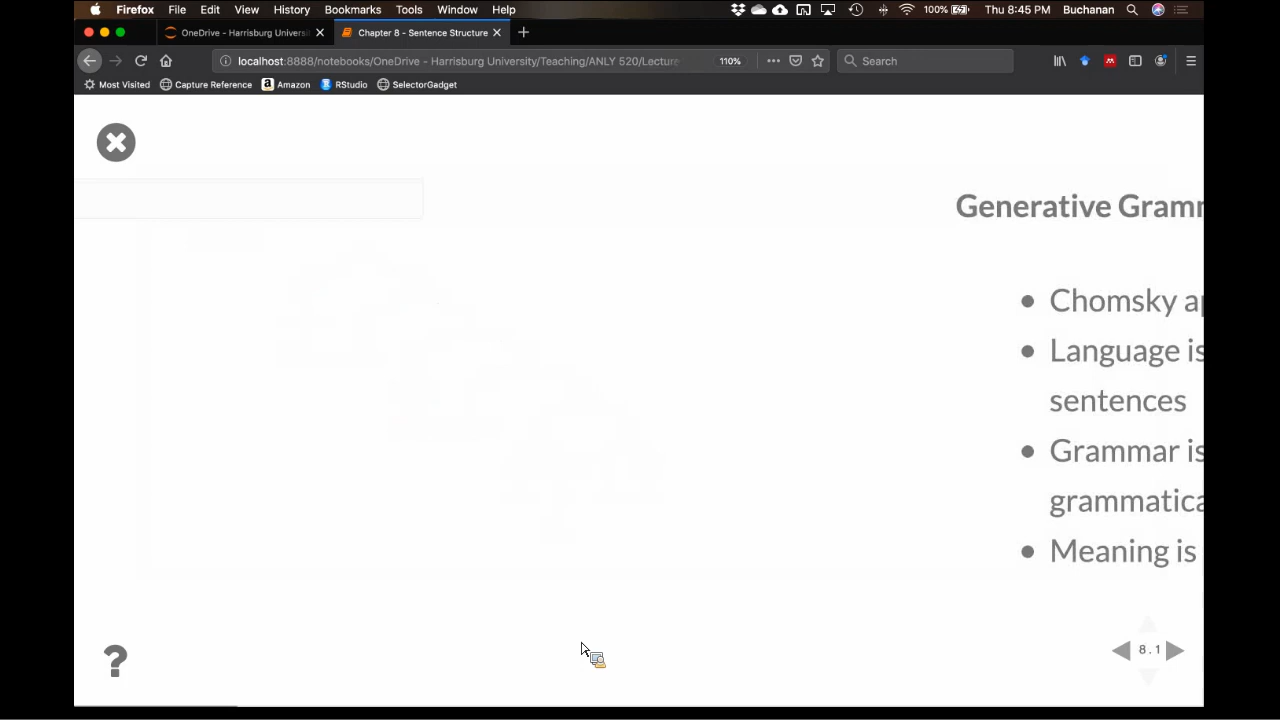 Firefox File Edit View History Bookmarks Tools Window Help 100% Thu 8:45 PM Buchanan
OneDrive - Harrisburg Universi Chapter 8 - Sentence Structure
localhost:8888/notebooks/OneDrive - Harrisburg University/Teaching/ANLY 520/Lecture 110% Search
Most Visited Capture Reference Amazon RStudio SelectorGadget
Generative Gramm
Chomsky ap
Language is
sentences
Grammar is
grammatica
Meaning is
8.1